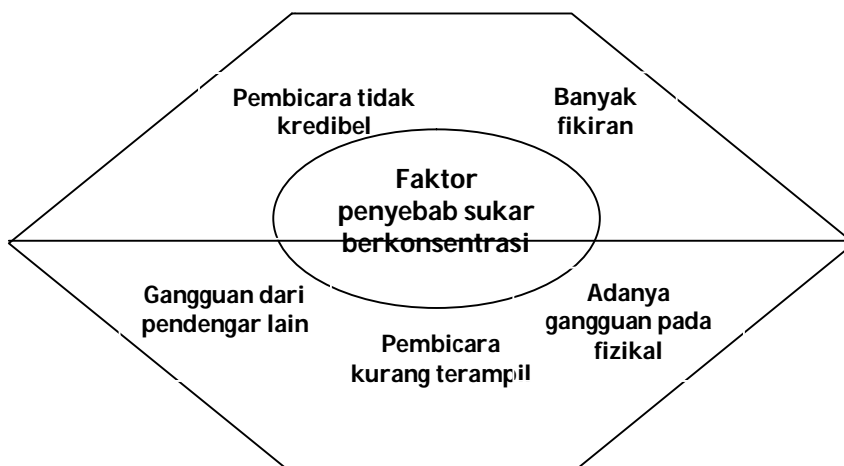 Pembicara tidak
kredibel
Banyak
fikiran
Faktor
penyebab sukar
berkonsentrasi
Gangguan dari
pendengar lain
Adanya
gangguan pada
fizikal
Pembicara
kurang terampil